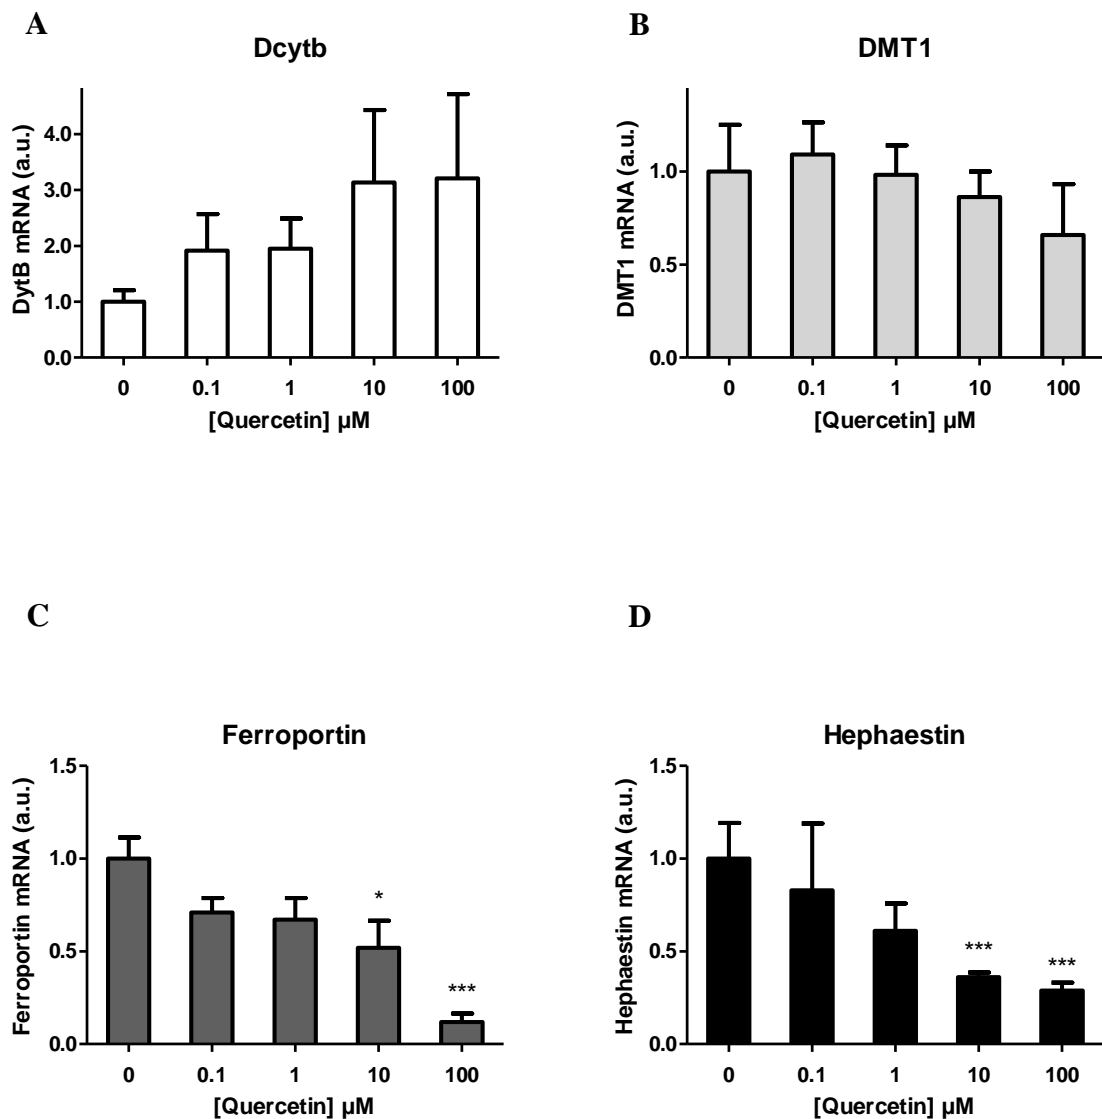 A
Dcytb
DytB mRNA (a.u.)
4.0
3.0
2.0
1.0
0.0
0 0.1 1 10 100
[Quercetin] µM
B
DMT1
DMT1 mRNA (a.u.)
1.0
0.5
0.0
0 0.1 1 10 100
[Quercetin] µM
C
Ferroportin
Ferroportin mRNA (a.u.)
1.5
1.0
0.5
0.0
*
***
0 0.1 1 10 100
[Quercetin] µM
D
Hephaestin
Hephaestin mRNA (a.u.)
1.5
1.0
0.5
0.0
***
***
0 0.1 1 10 100
[Quercetin] µM